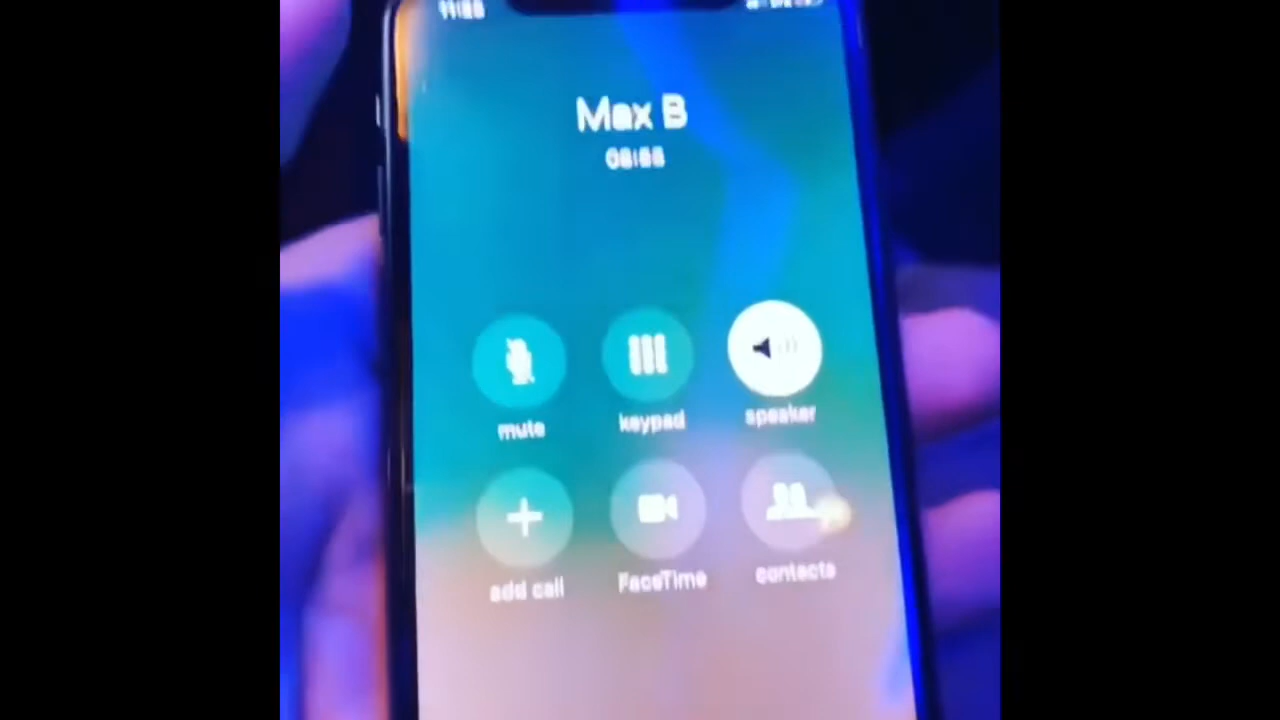 Max B
mute
keypad
speaker
add call
FaceTime
contacts